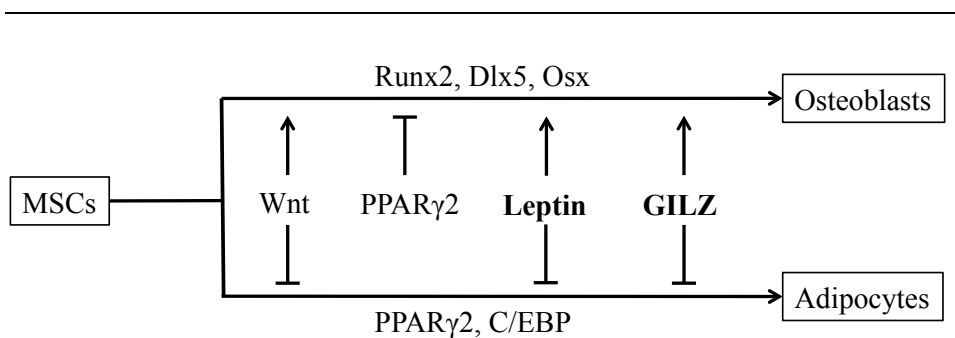 Runx2, Dlx5, Osx
Osteoblasts
MSCs
Wnt
PPARγ2
Leptin
GILZ
Adipocytes
PPARγ2, C/EBP